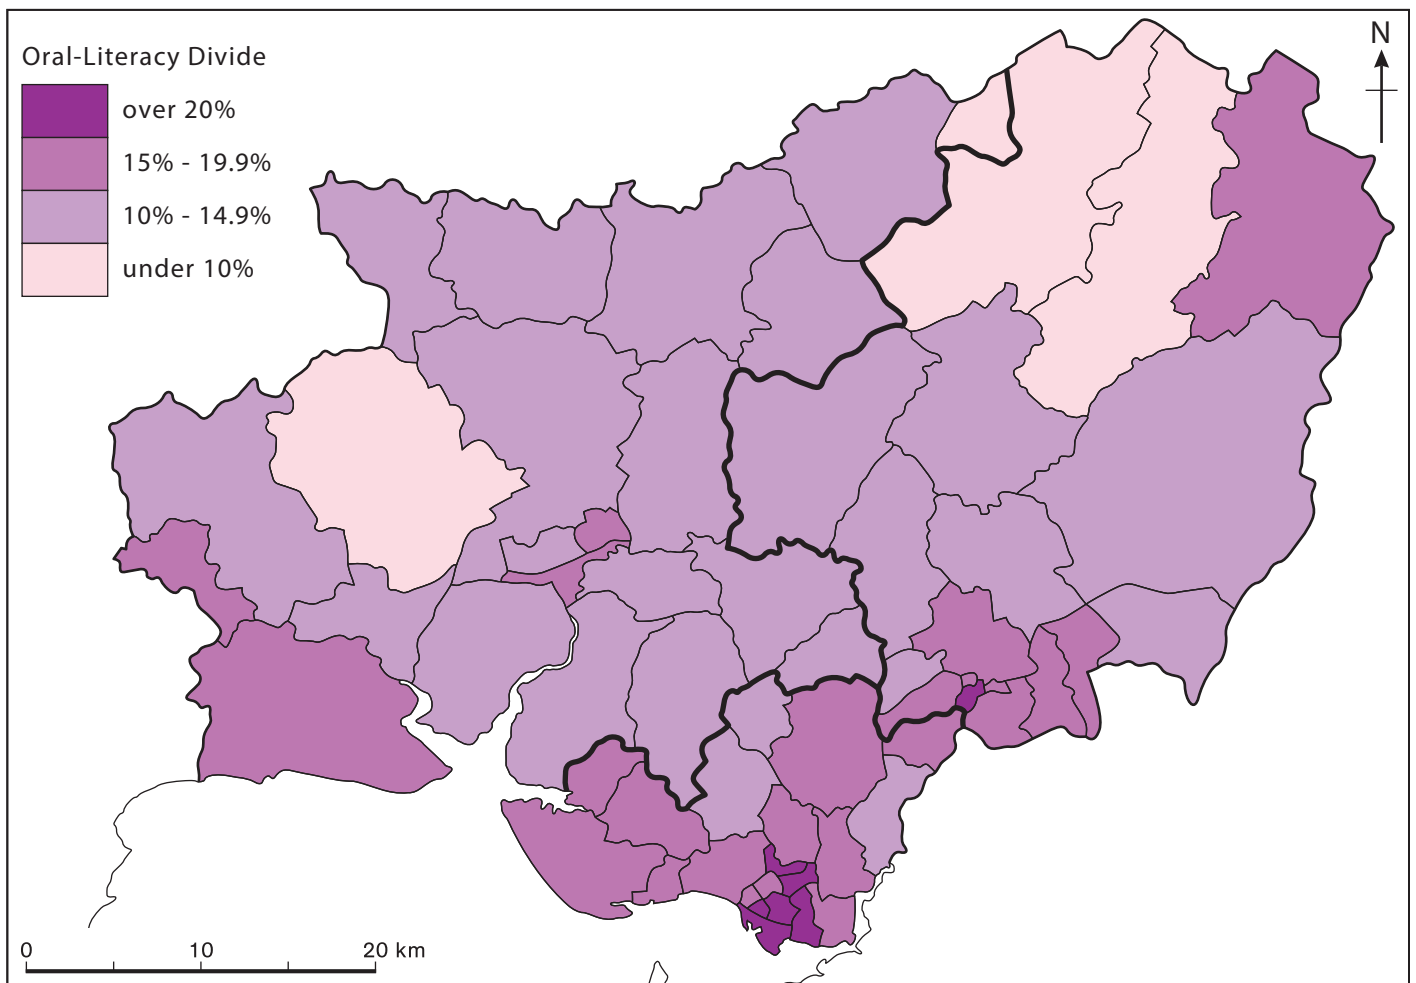 Oral-Literacy Divide
over 20%
15% - 19.9%
10% - 14.9%
under 10%
N
0 10 20 km